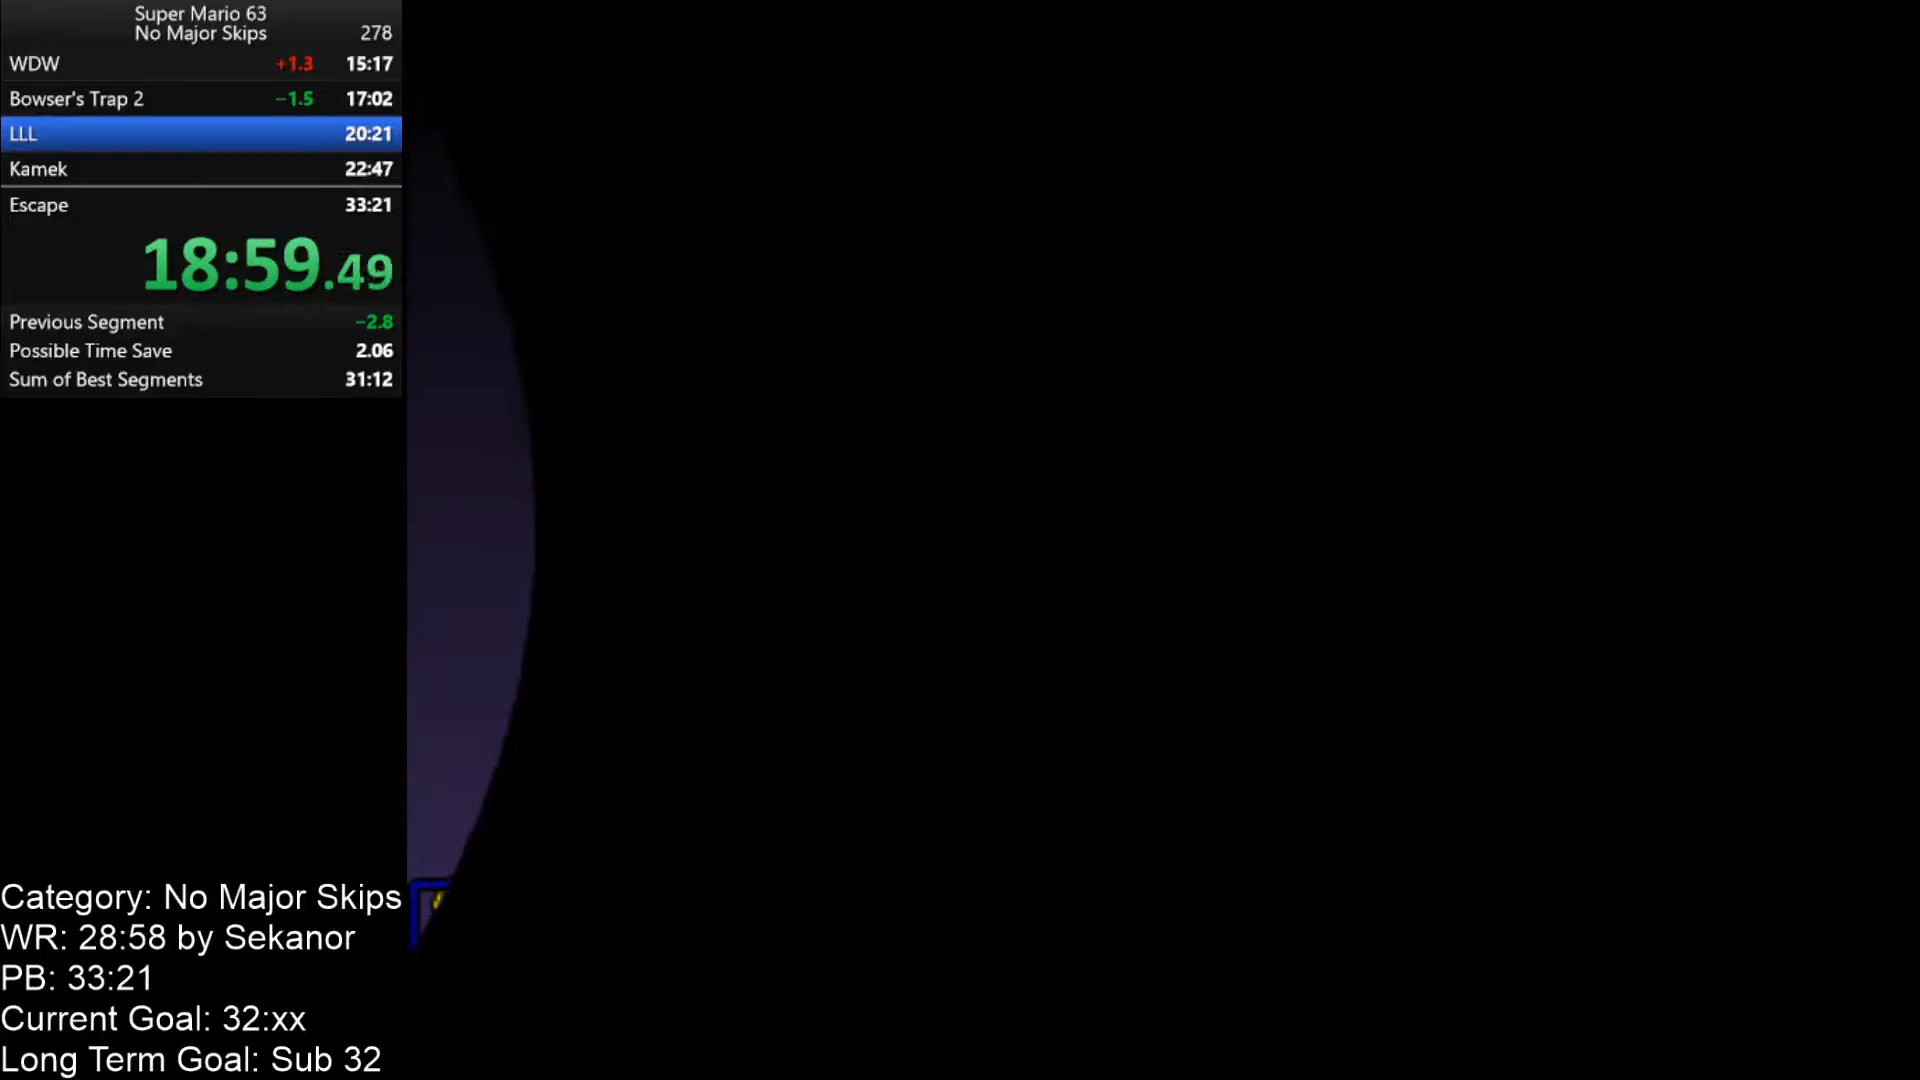 Super Mario 63
No Major Skips 278
WDW +1.3 15:17
Bowser's Trap 2 −1.5 17:02
LLL 20:21
Kamek 22:47
Escape 33:21
18:59.49
Previous Segment −2.8
Possible Time Save 2.06
Sum of Best Segments 31:12
Category: No Major Skips
WR: 28:58 by Sekanor
PB: 33:21
Current Goal: 32:xx
Long Term Goal: Sub 32